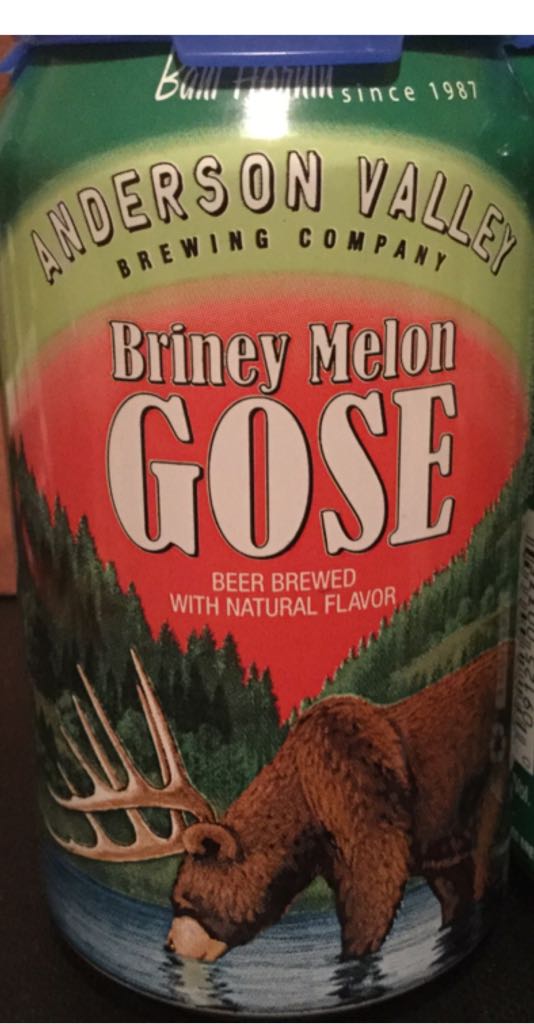 since 1987
ANDERSON VALLEY
BREWING COMPANY
Briney Melon
GOSE
BEER BREWED
WITH NATURAL FLAVOR